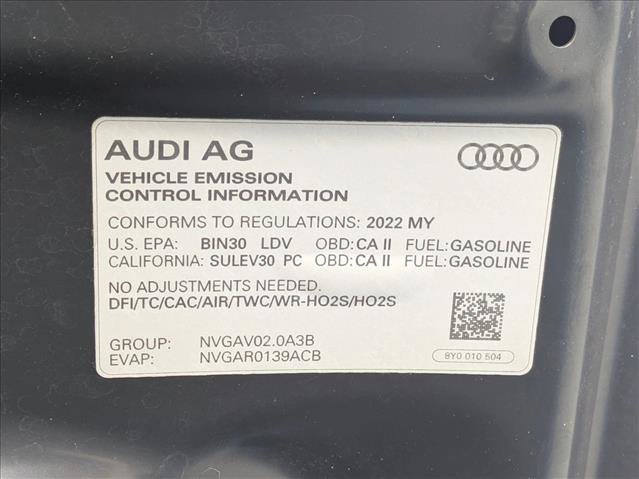 AUDI AG
VEHICLE EMISSION
CONTROL INFORMATION
CONFORMS TO REGULATIONS: 2022 MY
U.S. EPA: BIN30 LDV OBD:CA II FUEL:GASOLINE
CALIFORNIA: SULEV30 PC OBD:CA II FUEL:GASOLINE
NO ADJUSTMENTS NEEDED.
DFI/TC/CAC/AIR/TWC/WR-HO2S/HO2S
GROUP: NVGAV02.0A3B
EVAP: NVGAR0139ACB
8Y0 010 504